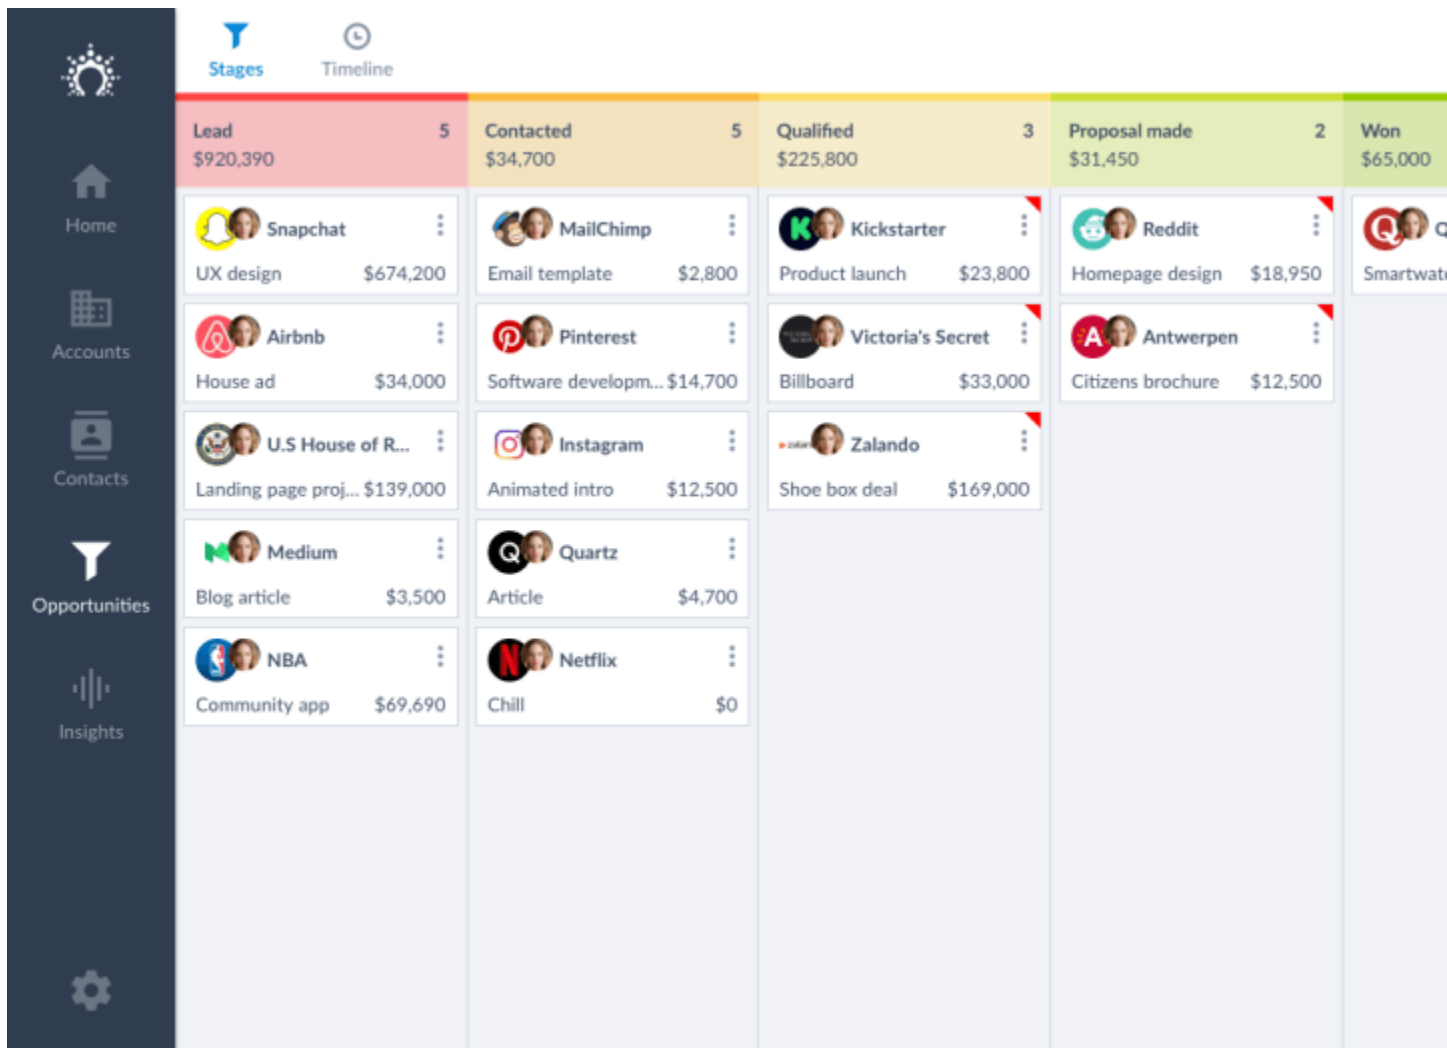 Stages
Timeline
Lead 5
$920,390
Contacted 5
$34,700
Qualified 3
$225,800
Proposal made 2
$31,450
Won
$65,000
Home
Accounts
Contacts
Opportunities
Insights
Snapchat
UX design $674,200
Airbnb
House ad $34,000
U.S House of R...
Landing page proj... $139,000
Medium
Blog article $3,500
NBA
Community app $69,690
MailChimp
Email template $2,800
Pinterest
Software developm... $14,700
Instagram
Animated intro $12,500
Quartz
Article $4,700
Netflix
Chill $0
Kickstarter
Product launch $23,800
Victoria's Secret
Billboard $33,000
Zalando
Shoe box deal $169,000
Reddit
Homepage design $18,950
Antwerpen
Citizens brochure $12,500
Q
Smartwat